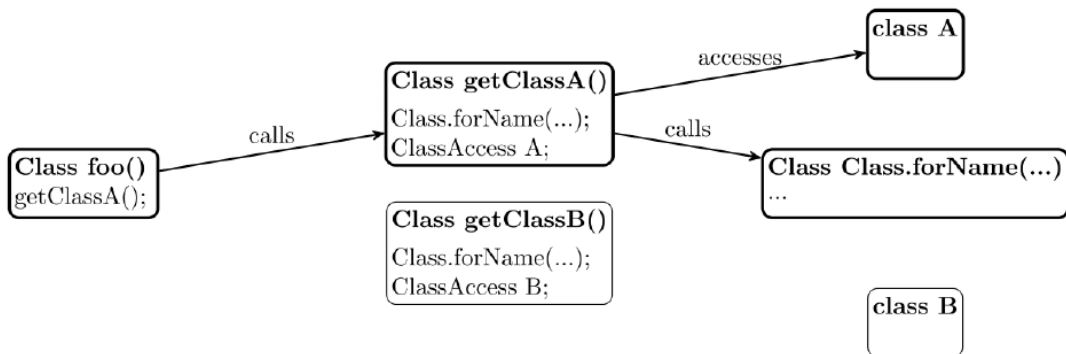 class A
accesses
Class getClassA()
Class.forName(...);
ClassAccess A;
calls
calls
Class foo()
getClassA();
Class Class.forName(...)
...
Class getClassB()
Class.forName(...);
ClassAccess B;
class B